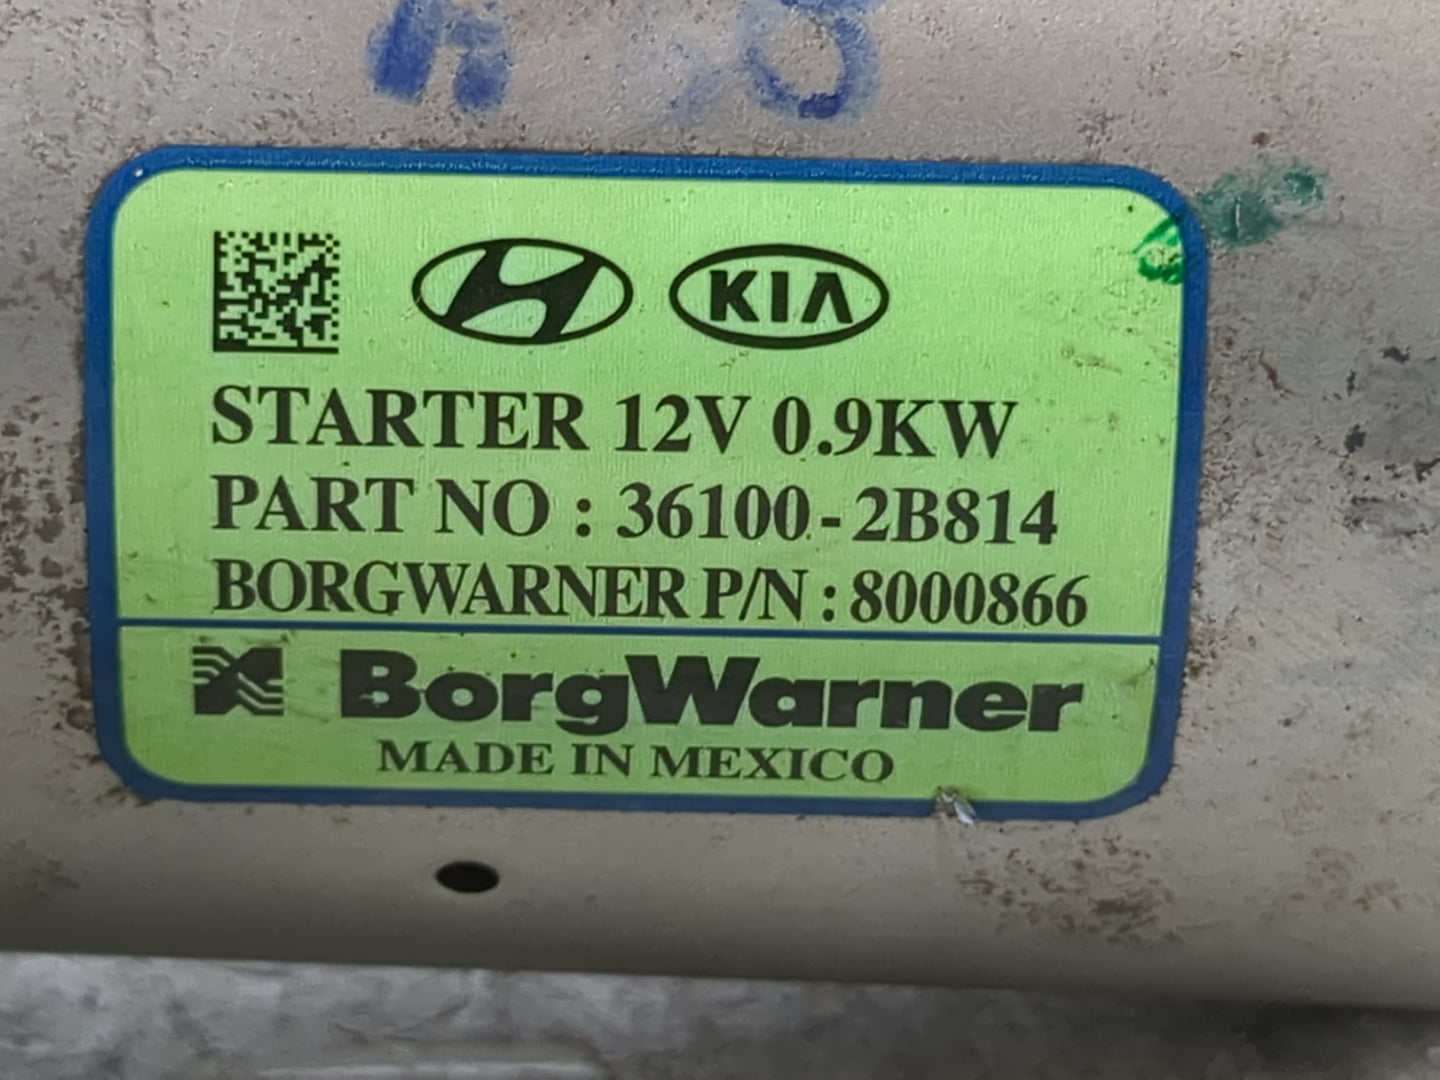 KIA
STARTER 12V 0.9KW
PART NO : 36100-2B814
BORGWARNER P/N : 8000866
BorgWarner
MADE IN MEXICO